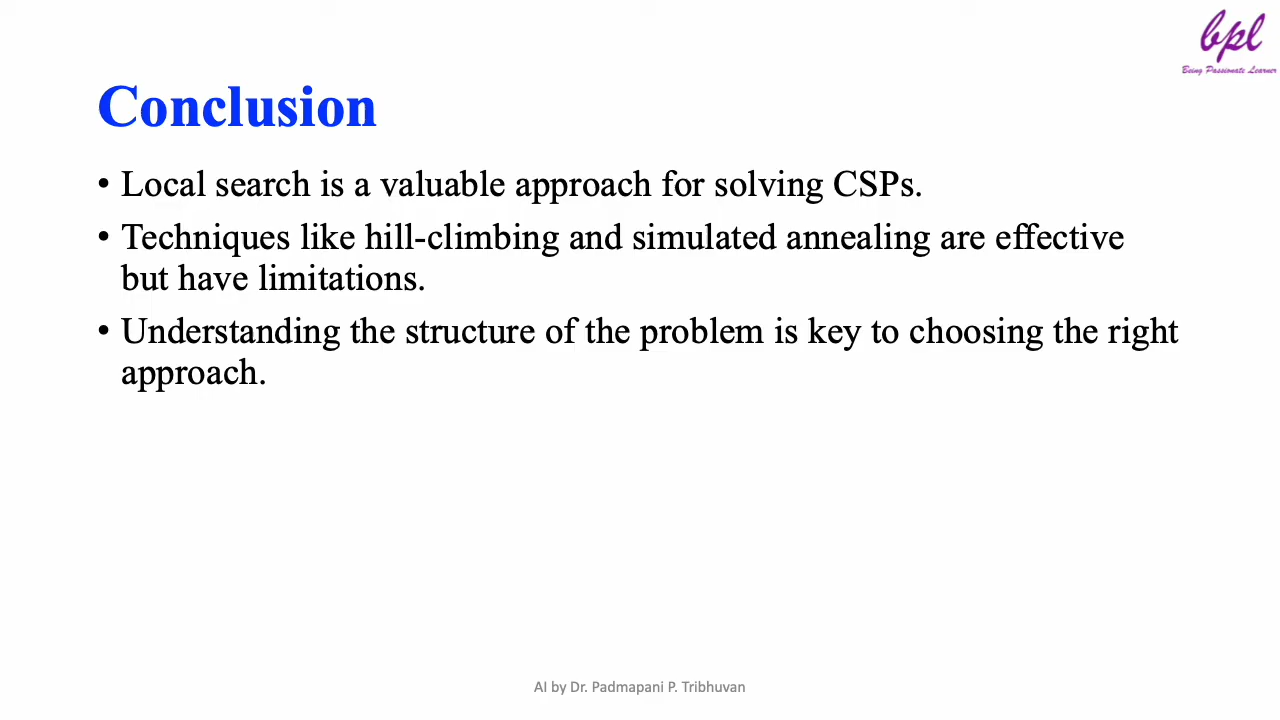 bpl
Being Passionate Learner
Conclusion
• Local search is a valuable approach for solving CSPs.
• Techniques like hill-climbing and simulated annealing are effective
but have limitations.
• Understanding the structure of the problem is key to choosing the right
approach.
AI by Dr. Padmapani P. Tribhuvan